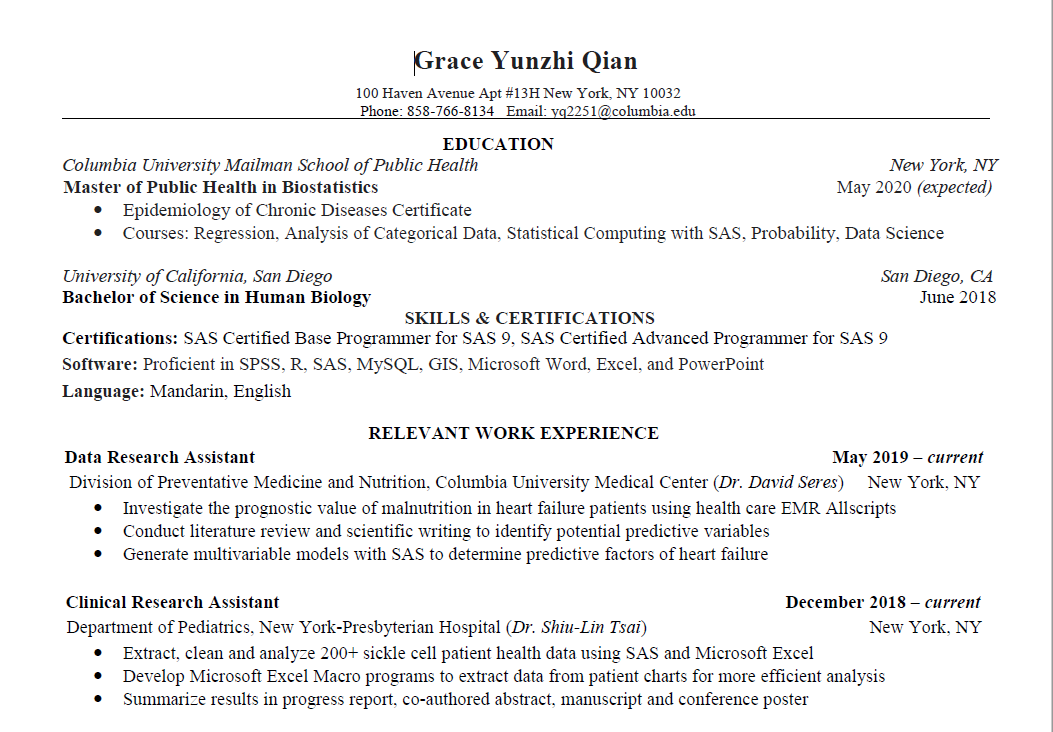 Grace Yunzhi Qian
100 Haven Avenue Apt #13H New York, NY 10032
Phone: 858-766-8134 Email: yq2251@columbia.edu
EDUCATION
Columbia University Mailman School of Public Health New York, NY
Master of Public Health in Biostatistics May 2020 (expected)
• Epidemiology of Chronic Diseases Certificate
• Courses: Regression, Analysis of Categorical Data, Statistical Computing with SAS, Probability, Data Science
University of California, San Diego San Diego, CA
Bachelor of Science in Human Biology June 2018
SKILLS & CERTIFICATIONS
Certifications: SAS Certified Base Programmer for SAS 9, SAS Certified Advanced Programmer for SAS 9
Software: Proficient in SPSS, R, SAS, MySQL, GIS, Microsoft Word, Excel, and PowerPoint
Language: Mandarin, English
RELEVANT WORK EXPERIENCE
Data Research Assistant May 2019 – current
Division of Preventative Medicine and Nutrition, Columbia University Medical Center (Dr. David Seres) New York, NY
• Investigate the prognostic value of malnutrition in heart failure patients using health care EMR Allscripts
• Conduct literature review and scientific writing to identify potential predictive variables
• Generate multivariable models with SAS to determine predictive factors of heart failure
Clinical Research Assistant December 2018 – current
Department of Pediatrics, New York-Presbyterian Hospital (Dr. Shiu-Lin Tsai) New York, NY
• Extract, clean and analyze 200+ sickle cell patient health data using SAS and Microsoft Excel
• Develop Microsoft Excel Macro programs to extract data from patient charts for more efficient analysis
• Summarize results in progress report, co-authored abstract, manuscript and conference poster